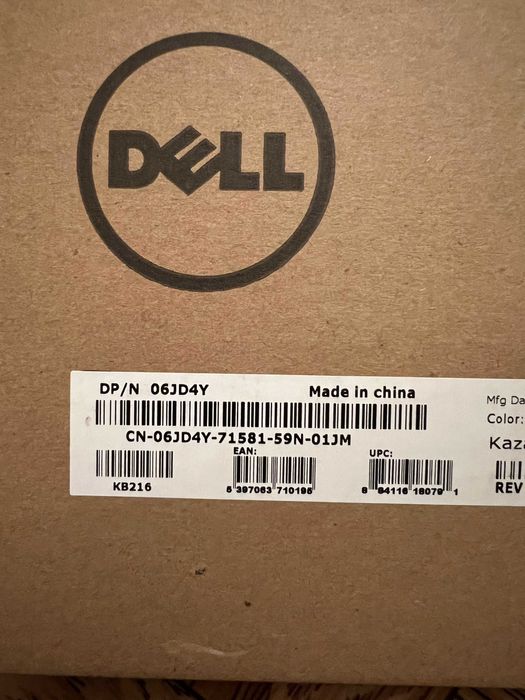 DELL
DP/N 06JD4Y Made in china
CN-06JD4Y-71581-59N-01JM
EAN: UPC:
KB216 5 397063 710195 8 84116 18079 1
Mfg Da
Color:
Kaza
REV